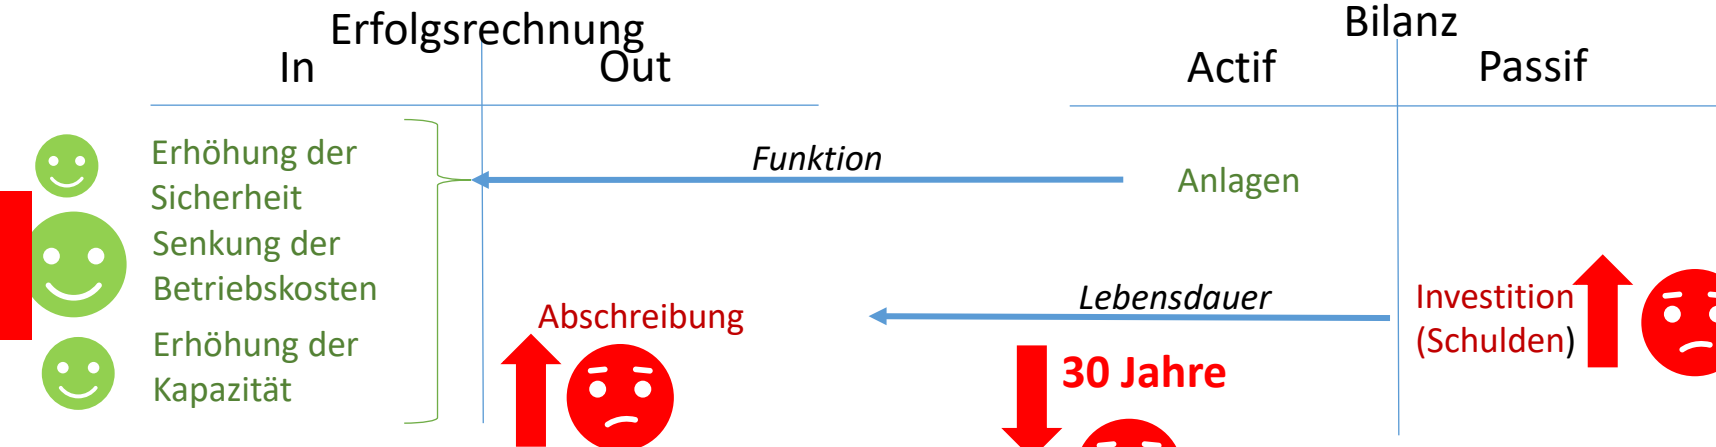 Erfolgsrechnung
In
Out
Erhöhung der
Sicherheit
Senkung der
Betriebskosten
Erhöhung der
Kapazität
Abschreibung
Funktion
Lebensdauer
30 Jahre
Bilanz
Actif
Passif
Anlagen
Investition
(Schulden)